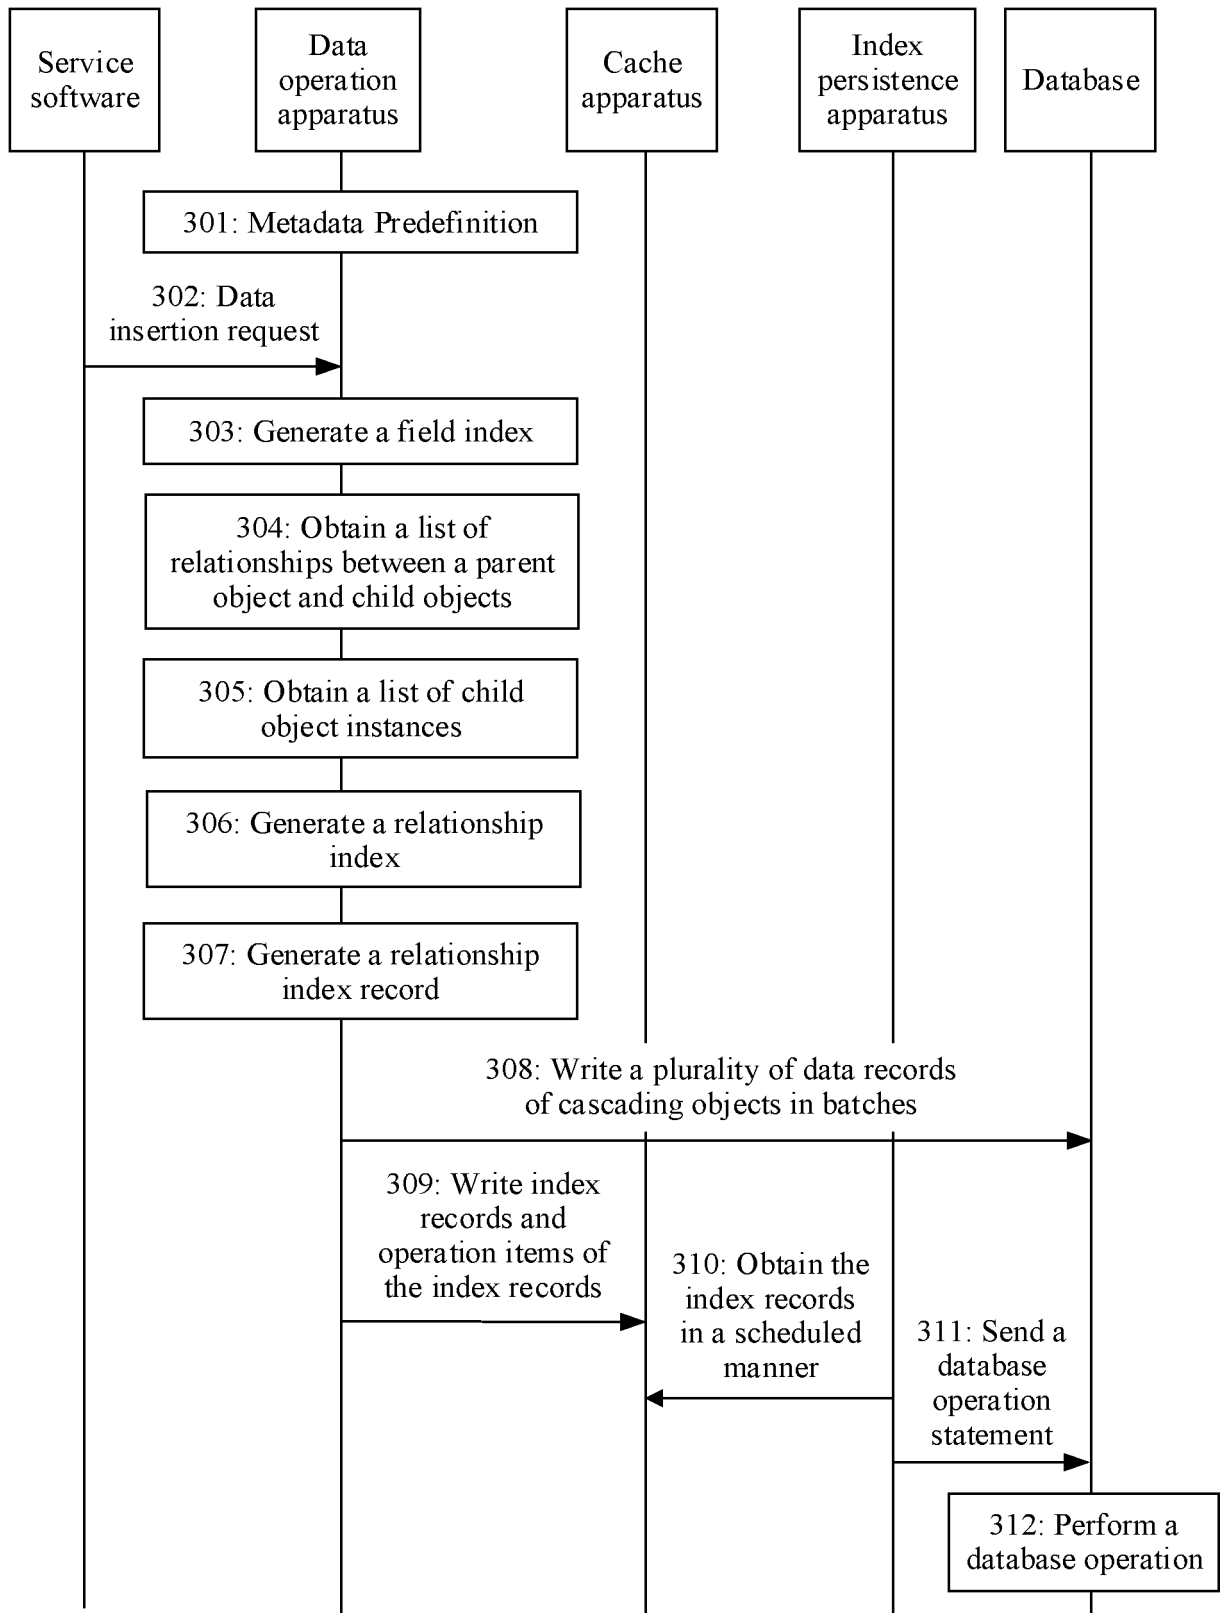 Service
software
Data
operation
apparatus
Cache
apparatus
Index
persistence
apparatus
Database
301: Metadata Predefinition
302: Data
insertion request
303: Generate a field index
304: Obtain a list of
relationships between a parent
object and child objects
305: Obtain a list of child
object instances
306: Generate a relationship
index
307: Generate a relationship
index record
308: Write a plurality of data records
of cascading objects in batches
309: Write index
records and
operation items of
the index records
310: Obtain the
index records
in a scheduled
manner
311: Send a
database
operation
statement
312: Perform a
database operation